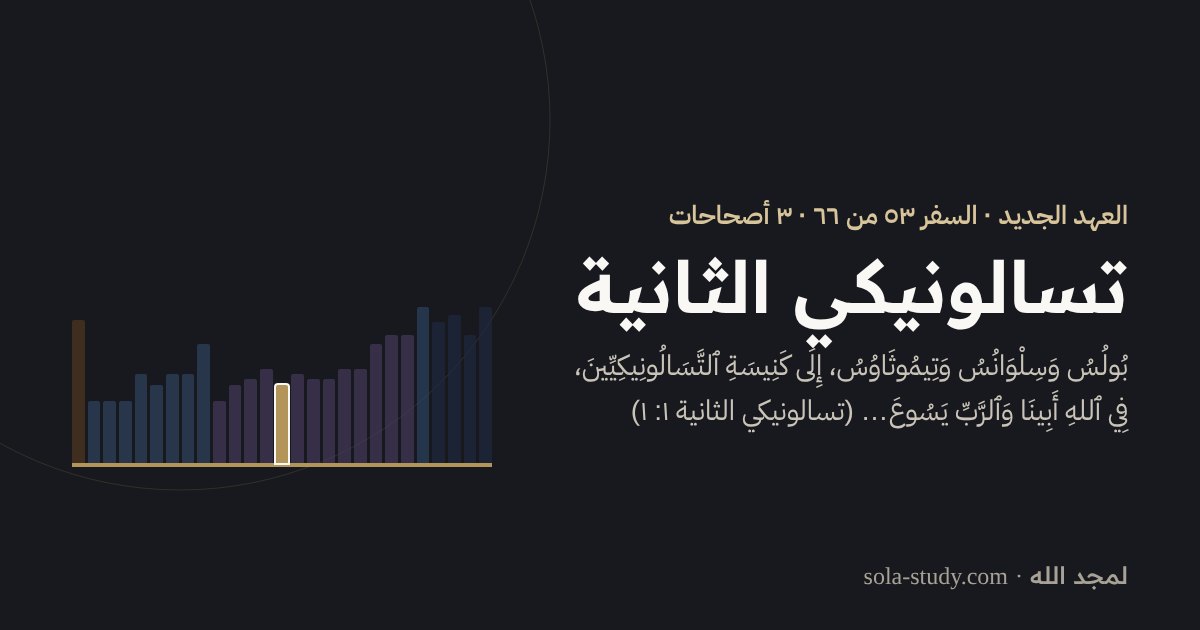 العهد الجديد · السفر ٥٣ من ٦٦ · ٣ أصحاحات
تسالونيكي الثانية
بُولُسُ وَسِلْوَانُسُ وَتِيمُوثَاوُسُ، إِلَى كَنِيسَةِ ٱلتَّسَالُونِيكِيِّينَ،
فِي ٱللهِ أَبِينَا وَٱلرَّبِّ يَسُوعَ… (تسالونيكي الثانية ١: ١)
لمجد الله · sola-study.com